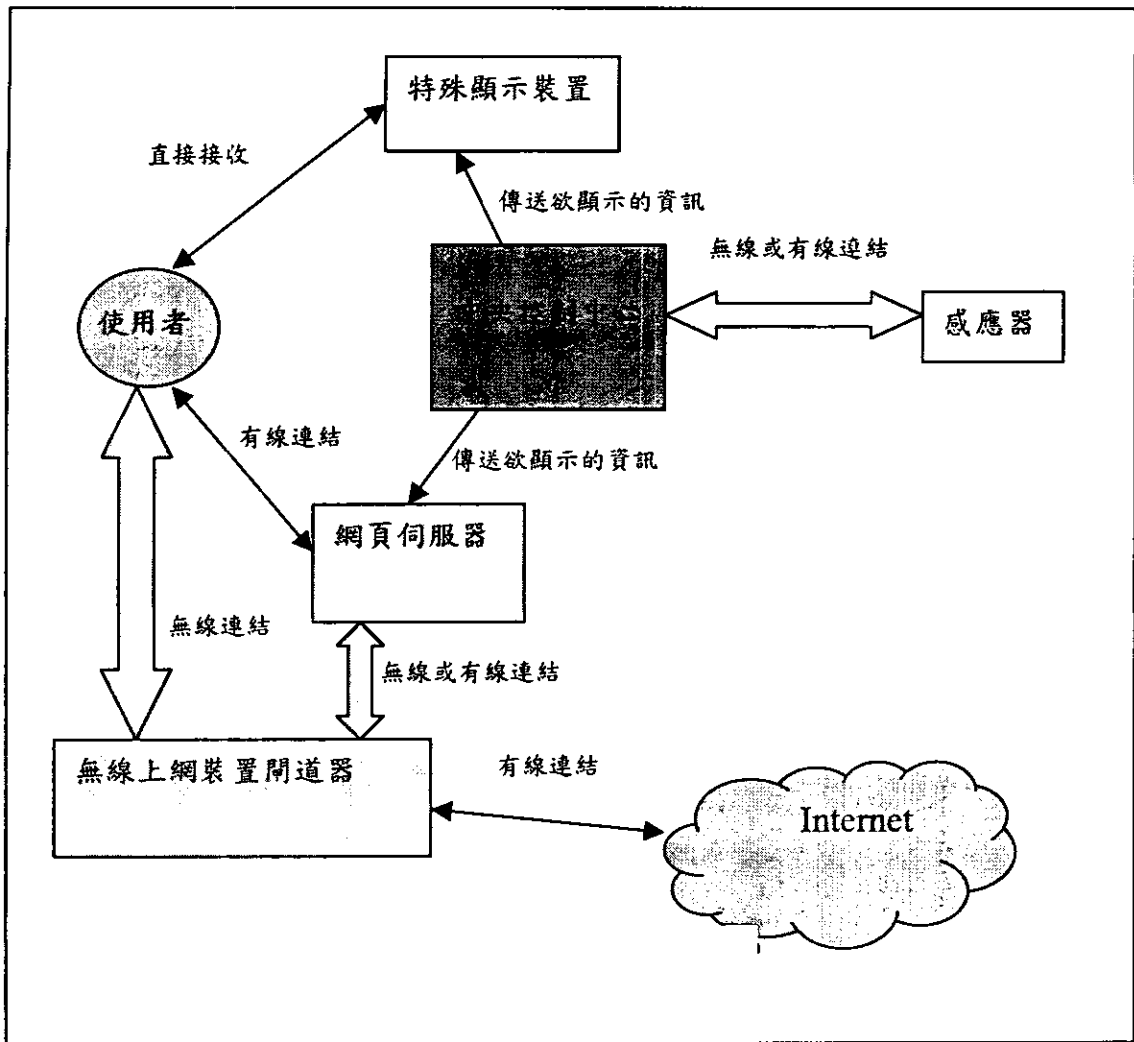 特殊顯示裝置
直接接收
傳送欲顯示的資訊
無線或有線連結
使用者
感應器
有線連結
傳送欲顯示的資訊
網頁伺服器
無線連結
無線或有線連結
無線上網裝置閘道器
有線連結
Internet